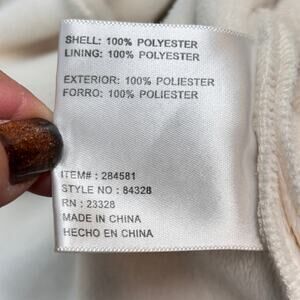 SHELL: 100% POLYESTER
LINING: 100% POLYESTER
EXTERIOR: 100% POLIESTER
FORRO: 100% POLIESTER
ITEM# : 284581
STYLE NO : 84328
RN : 23328
MADE IN CHINA
HECHO EN CHINA